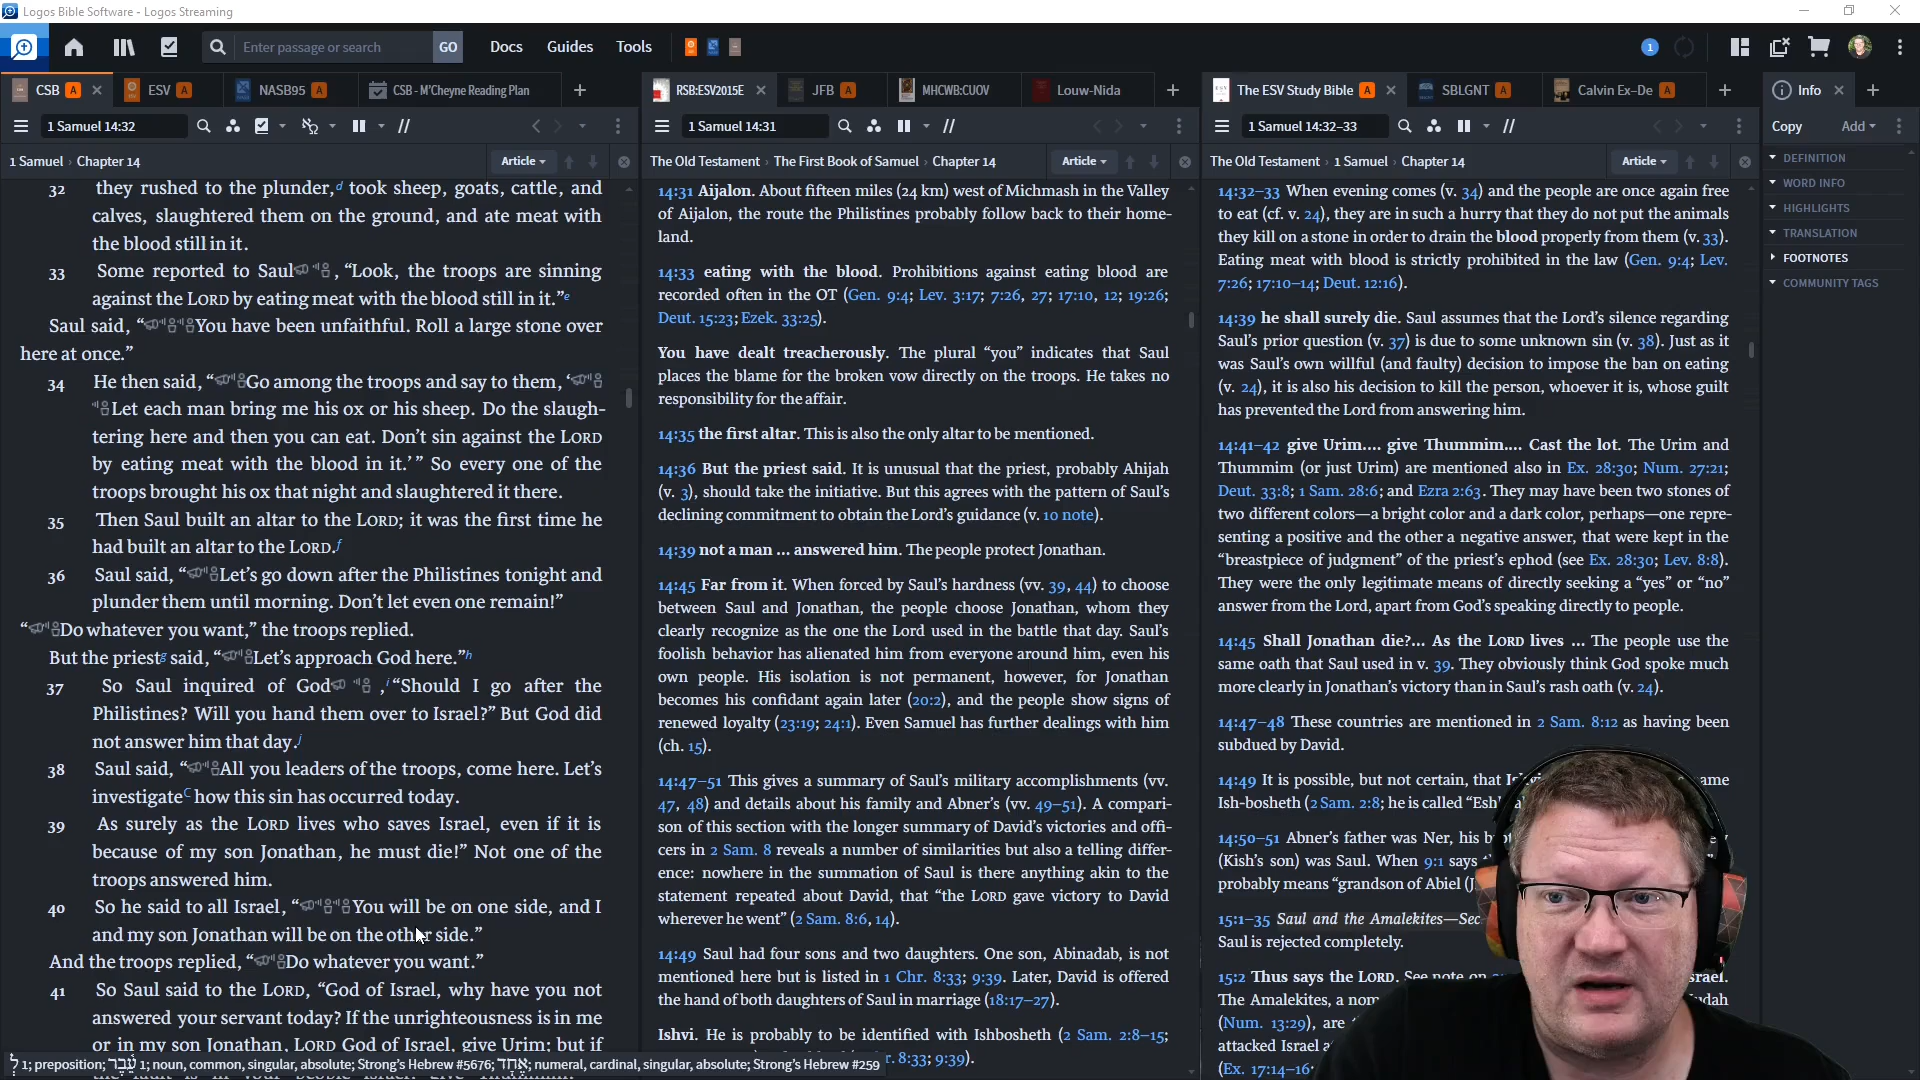 Logos Bible Software - Logos Streaming
Enter passage or search
GO
Docs
Guides
Tools
1
CSB A
ESV A
NASB95 A
CSB - M'Cheyne Reading Plan
1 Samuel 14:32
1 Samuel › Chapter 14
Article
32 they rushed to the plunder,d took sheep, goats, cattle, and
calves, slaughtered them on the ground, and ate meat with
the blood still in it.
33 Some reported to Saul, “Look, the troops are sinning
against the LORD by eating meat with the blood still in it.”e
Saul said, “You have been unfaithful. Roll a large stone over
here at once.”
34 He then said, “Go among the troops and say to them, ‘
Let each man bring me his ox or his sheep. Do the slaugh-
tering here and then you can eat. Don’t sin against the LORD
by eating meat with the blood in it.’ ” So every one of the
troops brought his ox that night and slaughtered it there.
35 Then Saul built an altar to the LORD; it was the first time he
had built an altar to the LORD.f
36 Saul said, “Let’s go down after the Philistines tonight and
plunder them until morning. Don’t let even one remain!”
“Do whatever you want,” the troops replied.
But the priestg said, “Let’s approach God here.”h
37 So Saul inquired of God ,i “Should I go after the
Philistines? Will you hand them over to Israel?” But God did
not answer him that day.j
38 Saul said, “All you leaders of the troops, come here. Let’s
investigateC how this sin has occurred today.
39 As surely as the LORD lives who saves Israel, even if it is
because of my son Jonathan, he must die!” Not one of the
troops answered him.
40 So he said to all Israel, “You will be on one side, and I
and my son Jonathan will be on the other side.”
And the troops replied, “Do whatever you want.”
41 So Saul said to the LORD, “God of Israel, why have you not
answered your servant today? If the unrighteousness is in me
or in my son Jonathan, LORD God of Israel, give Urim; but if
לְ 1; preposition; עֵבֶר 1; noun, common, singular, absolute; Strong’s Hebrew #5676; אֶחָד; numeral, cardinal, singular, absolute; Strong’s Hebrew #259
RSB:ESV2015E
JFB A
MHCWB:CUOV
Louw-Nida
1 Samuel 14:31
The Old Testament › The First Book of Samuel › Chapter 14
Article
14:31 Aijalon. About fifteen miles (24 km) west of Michmash in the Valley
of Aijalon, the route the Philistines probably follow back to their home-
land.
14:33 eating with the blood. Prohibitions against eating blood are
recorded often in the OT (Gen. 9:4; Lev. 3:17; 7:26, 27; 17:10, 12; 19:26;
Deut. 15:23; Ezek. 33:25).
You have dealt treacherously. The plural “you” indicates that Saul
places the blame for the broken vow directly on the troops. He takes no
responsibility for the affair.
14:35 the first altar. This is also the only altar to be mentioned.
14:36 But the priest said. It is unusual that the priest, probably Ahijah
(v. 3), should take the initiative. But this agrees with the pattern of Saul’s
declining commitment to obtain the Lord’s guidance (v. 10 note).
14:39 not a man ... answered him. The people protect Jonathan.
14:45 Far from it. When forced by Saul’s hardness (vv. 39, 44) to choose
between Saul and Jonathan, the people choose Jonathan, whom they
clearly recognize as the one the Lord used in the battle that day. Saul’s
foolish behavior has alienated him from everyone around him, even his
own people. His isolation is not permanent, however, for Jonathan
becomes his confidant again later (20:2), and the people show signs of
renewed loyalty (23:19; 24:1). Even Samuel has further dealings with him
(ch. 15).
14:47–51 This gives a summary of Saul’s military accomplishments (vv.
47, 48) and details about his family and Abner’s (vv. 49–51). A compari-
son of this section with the longer summary of David’s victories and offi-
cers in 2 Sam. 8 reveals a number of similarities but also a telling differ-
ence: nowhere in the summation of Saul is there anything akin to the
statement repeated about David, that “the LORD gave victory to David
wherever he went” (2 Sam. 8:6, 14).
14:49 Saul had four sons and two daughters. One son, Abinadab, is not
mentioned here but is listed in 1 Chr. 8:33; 9:39. Later, David is offered
the hand of both daughters of Saul in marriage (18:17–27).
Ishvi. He is probably to be identified with Ishbosheth (2 Sam. 2:8–15;
8:33; 9:39).
The ESV Study Bible A
SBLGNT A
Calvin Ex–De A
1 Samuel 14:32–33
The Old Testament › 1 Samuel › Chapter 14
Article
14:32–33 When evening comes (v. 34) and the people are once again free
to eat (cf. v. 24), they are in such a hurry that they do not put the animals
they kill on a stone in order to drain the blood properly from them (v. 33).
Eating meat with blood is strictly prohibited in the law (Gen. 9:4; Lev.
7:26; 17:10–14; Deut. 12:16).
14:39 he shall surely die. Saul assumes that the Lord’s silence regarding
Saul’s prior question (v. 37) is due to some unknown sin (v. 38). Just as it
was Saul’s own willful (and faulty) decision to impose the ban on eating
(v. 24), it is also his decision to kill the person, whoever it is, whose guilt
has prevented the Lord from answering him.
14:41–42 give Urim.... give Thummim.... Cast the lot. The Urim and
Thummim (or just Urim) are mentioned also in Ex. 28:30; Num. 27:21;
Deut. 33:8; 1 Sam. 28:6; and Ezra 2:63. They may have been two stones of
two different colors—a bright color and a dark color, perhaps—one repre-
senting a positive and the other a negative answer, that were kept in the
“breastpiece of judgment” of the priest’s ephod (see Ex. 28:30; Lev. 8:8).
They were the only legitimate means of directly seeking a “yes” or “no”
answer from the Lord, apart from God’s speaking directly to people.
14:45 Shall Jonathan die?... As the LORD lives ... The people use the
same oath that Saul used in v. 39. They obviously think God spoke much
more clearly in Jonathan’s victory than in Saul’s rash oath (v. 24).
14:47–48 These countries are mentioned in 2 Sam. 8:12 as having been
subdued by David.
14:49 It is possible, but not certain, that
Ish-bosheth (2 Sam. 2:8; he is called
14:50–51 Abner’s father was Ner, his
(Kish’s son) was Saul. When 9:1 says
probably means “grandson of Abiel
15:1–35 Saul and the Amalekites—
Saul is rejected completely.
15:2 Thus says the LORD. See note on
The Amalekites, a
(Num. 13:29), are
attacked Israel
(Ex. 17:14–16
Info
Copy
Add
DEFINITION
WORD INFO
HIGHLIGHTS
TRANSLATION
FOOTNOTES
COMMUNITY TAGS